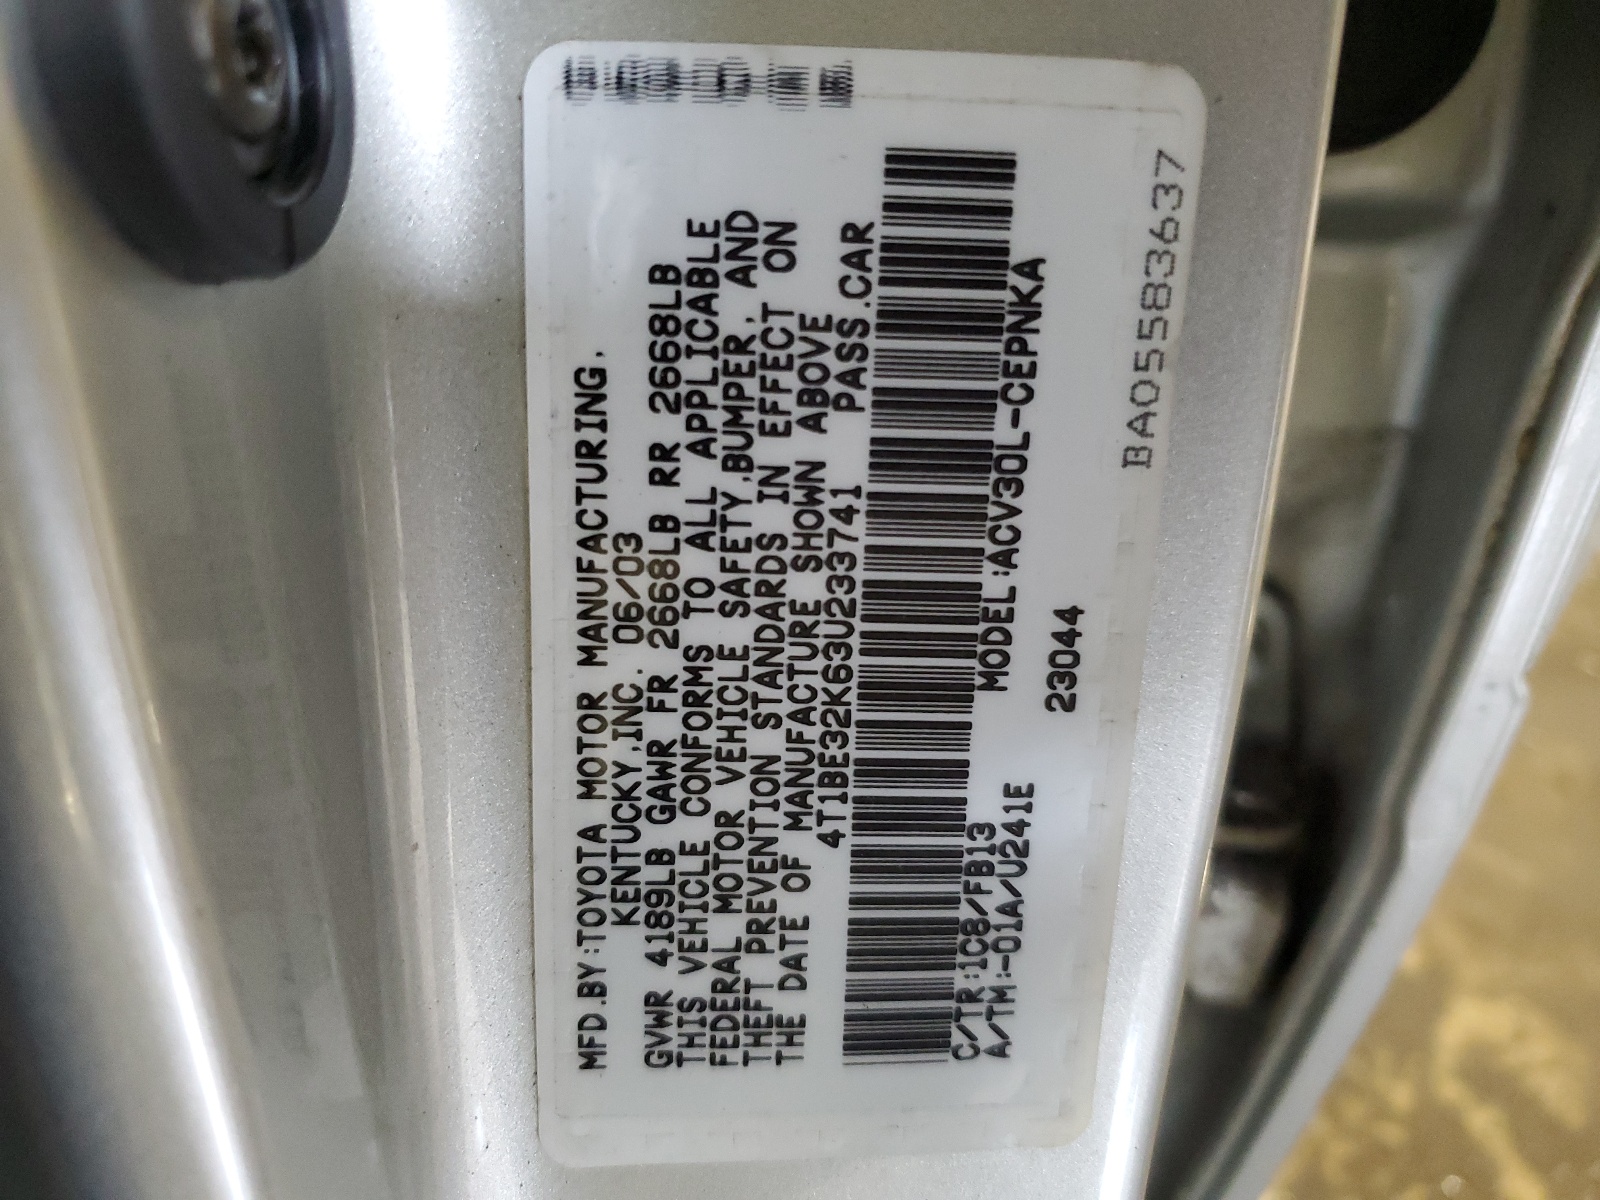 MFD.BY:TOYOTA MOTOR MANUFACTURING,
KENTUCKY,INC. 06/03
GVWR 4189LB GAWR FR 2668LB RR 2668LB
THIS VEHICLE CONFORMS TO ALL APPLICABLE
FEDERAL MOTOR VEHICLE SAFETY,BUMPER, AND
THEFT PREVENTION STANDARDS IN EFFECT ON
THE DATE OF MANUFACTURE SHOWN ABOVE
4T1BE32K63U233741 PASS.CAR
MODEL:ACV30L-CEPNKA
C/TR:1C8/FB13
A/TM:-01A/U241E
23044
BA05583637